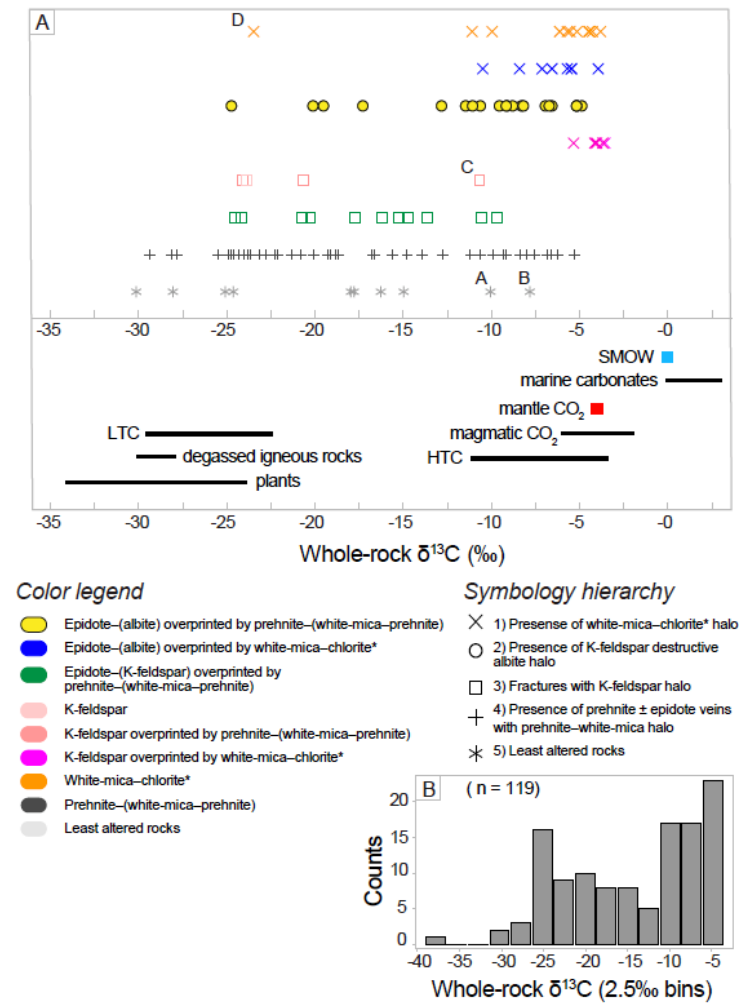 A
D
C
A B
-35 -30 -25 -20 -15 -10 -5 -0
SMOW
marine carbonates
mantle CO₂
LTC
magmatic CO₂
degassed igneous rocks
HTC
plants
-35 -30 -25 -20 -15 -10 -5 -0
Whole-rock δ¹³C (‰)
Color legend
Epidote–(albite) overprinted by prehnite–(white-mica–prehnite)
Epidote–(albite) overprinted by white-mica–chlorite*
Epidote–(K-feldspar) overprinted by
prehnite–(white-mica–prehnite)
K-feldspar
K-feldspar overprinted by prehnite–(white-mica–prehnite)
K-feldspar overprinted by white-mica–chlorite*
White-mica–chlorite*
Prehnite–(white-mica–prehnite)
Least altered rocks
Symbology hierarchy
1) Presense of white-mica–chlorite* halo
2) Presence of K-feldspar destructive
albite halo
3) Fractures with K-feldspar halo
4) Presence of prehnite ± epidote veins
with prehnite–white-mica halo
5) Least altered rocks
B
( n = 119)
20
15
10
5
0
Counts
-40 -35 -30 -25 -20 -15 -10 -5
Whole-rock δ¹³C (2.5‰ bins)